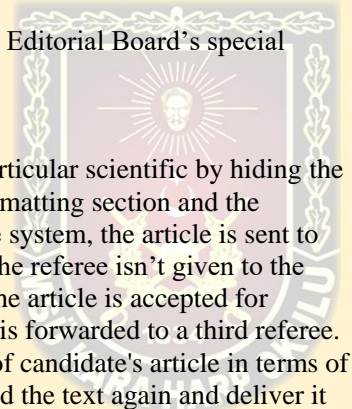 Editorial Board’s special
rticular scientific by hiding the
matting section and the
system, the article is sent to
he referee isn’t given to the
he article is accepted for
is forwarded to a third referee.
of candidate's article in terms of
d the text again and deliver it